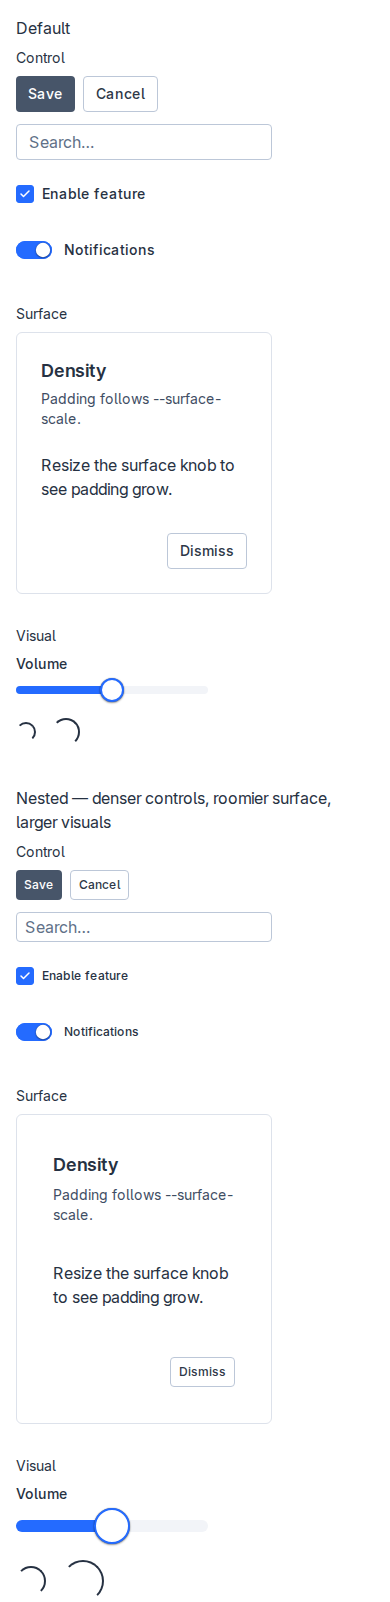 Default
Control
Save Cancel
Search...
Enable feature
Notifications
Surface
Density
Padding follows --surface-
scale.
Resize the surface knob to
see padding grow.
Dismiss
Visual
Volume
Nested — denser controls, roomier surface,
larger visuals
Control
Save Cancel
Search...
Enable feature
Notifications
Surface
Density
Padding follows --surface-
scale.
Resize the surface knob
to see padding grow.
Dismiss
Visual
Volume